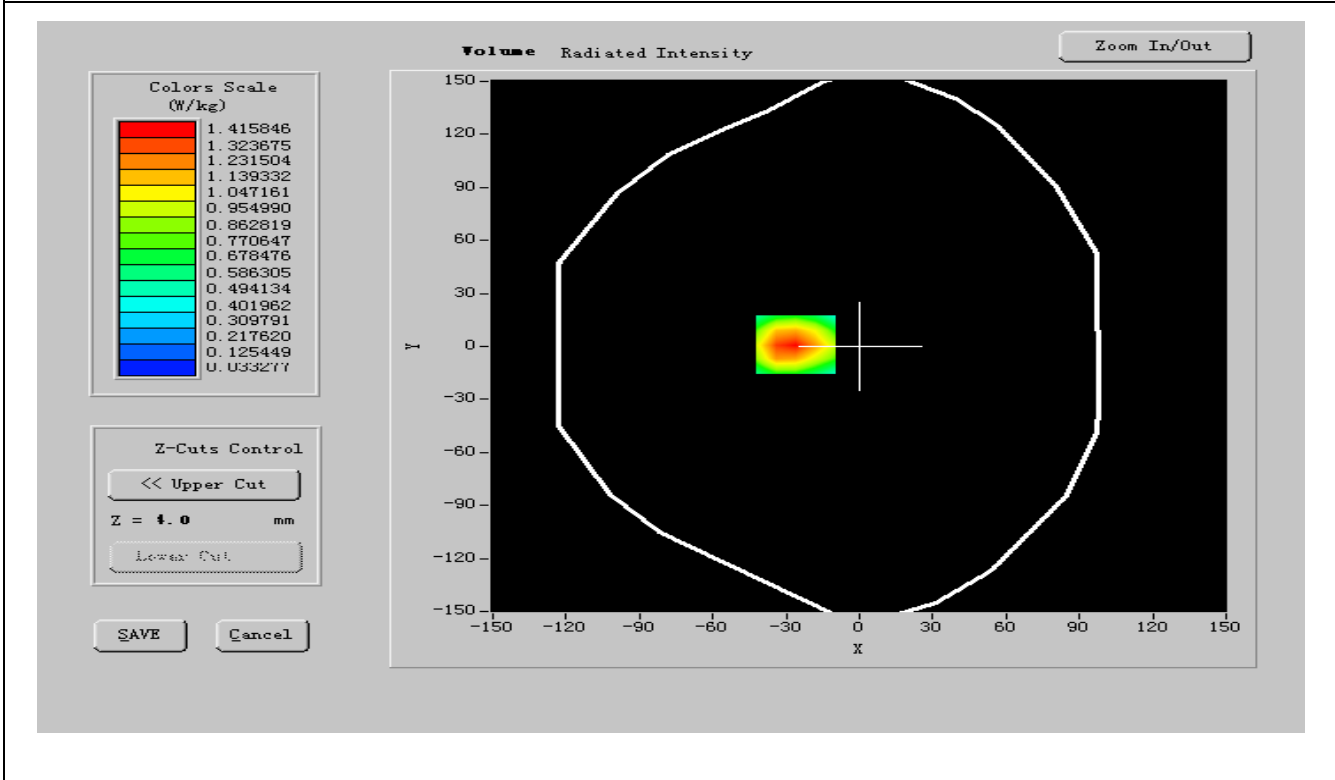 Volume Radiated Intensity
Zoom In/Out
Colors Scale
(W/kg)
1.415846
1.323675
1.231504
1.139332
1.047161
0.954990
0.862819
0.770647
0.678476
0.586305
0.494134
0.401962
0.309791
0.217620
0.125449
0.033277
Z-Cuts Control
<< Upper Cut
Z = 4.0 mm
Lower Cut
SAVE Cancel
150
120
90
60
30
0
-30
-60
-90
-120
-150
Y
-150 -120 -90 -60 -30 0 30 60 90 120 150
X